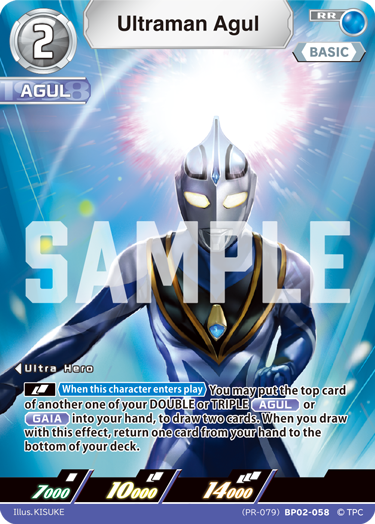 Ultraman Agul
2
RR
BASIC
1998
AGUL
SAMPLE
Ultra Hero
When this character enters play You may put the top card
of another one of your DOUBLE or TRIPLE AGUL or
GAIA into your hand, to draw two cards. When you draw
with this effect, return one card from your hand to the
bottom of your deck.
7000 10000 14000
Illus.KISUKE (PR-079) BP02-058 © TPC